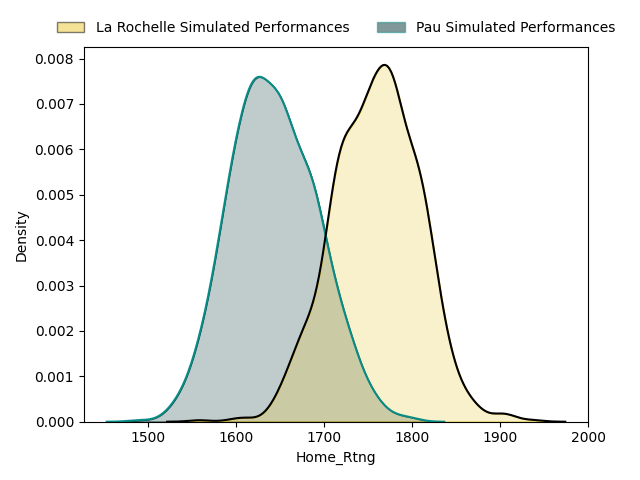 La Rochelle Simulated Performances Pau Simulated Performances
0.008
0.007
0.006
0.005
0.004
0.003
0.002
0.001
0.000
Density
1500 1600 1700 1800 1900 2000
Home_Rtng